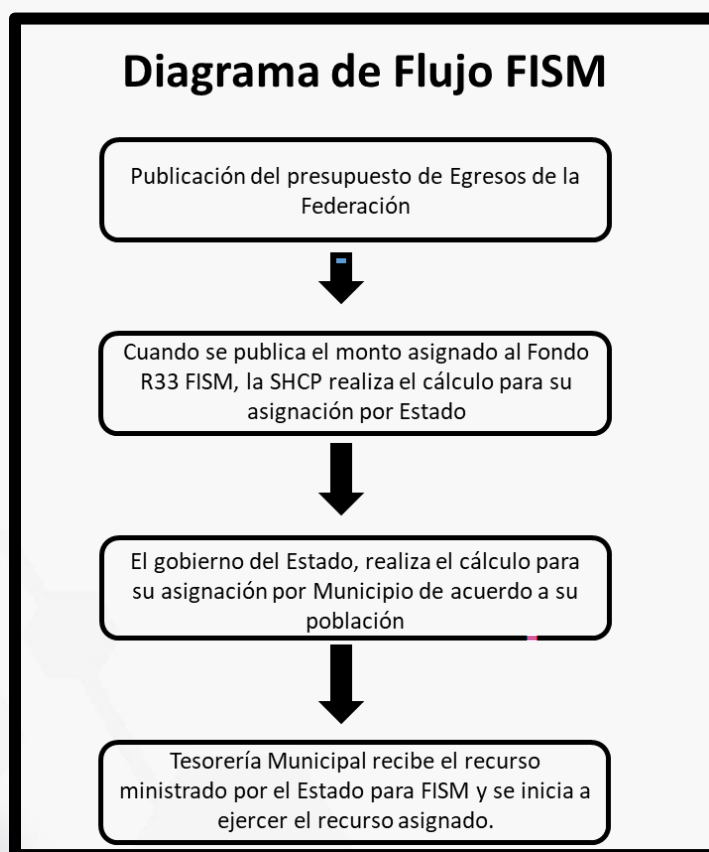 Diagrama de Flujo FISM
Publicación del presupuesto de Egresos de la
Federación
Cuando se publica el monto asignado al Fondo
R33 FISM, la SHCP realiza el cálculo para su
asignación por Estado
El gobierno del Estado, realiza el cálculo para
su asignación por Municipio de acuerdo a su
población
Tesorería Municipal recibe el recurso
ministrado por el Estado para FISM y se inicia a
ejercer el recurso asignado.